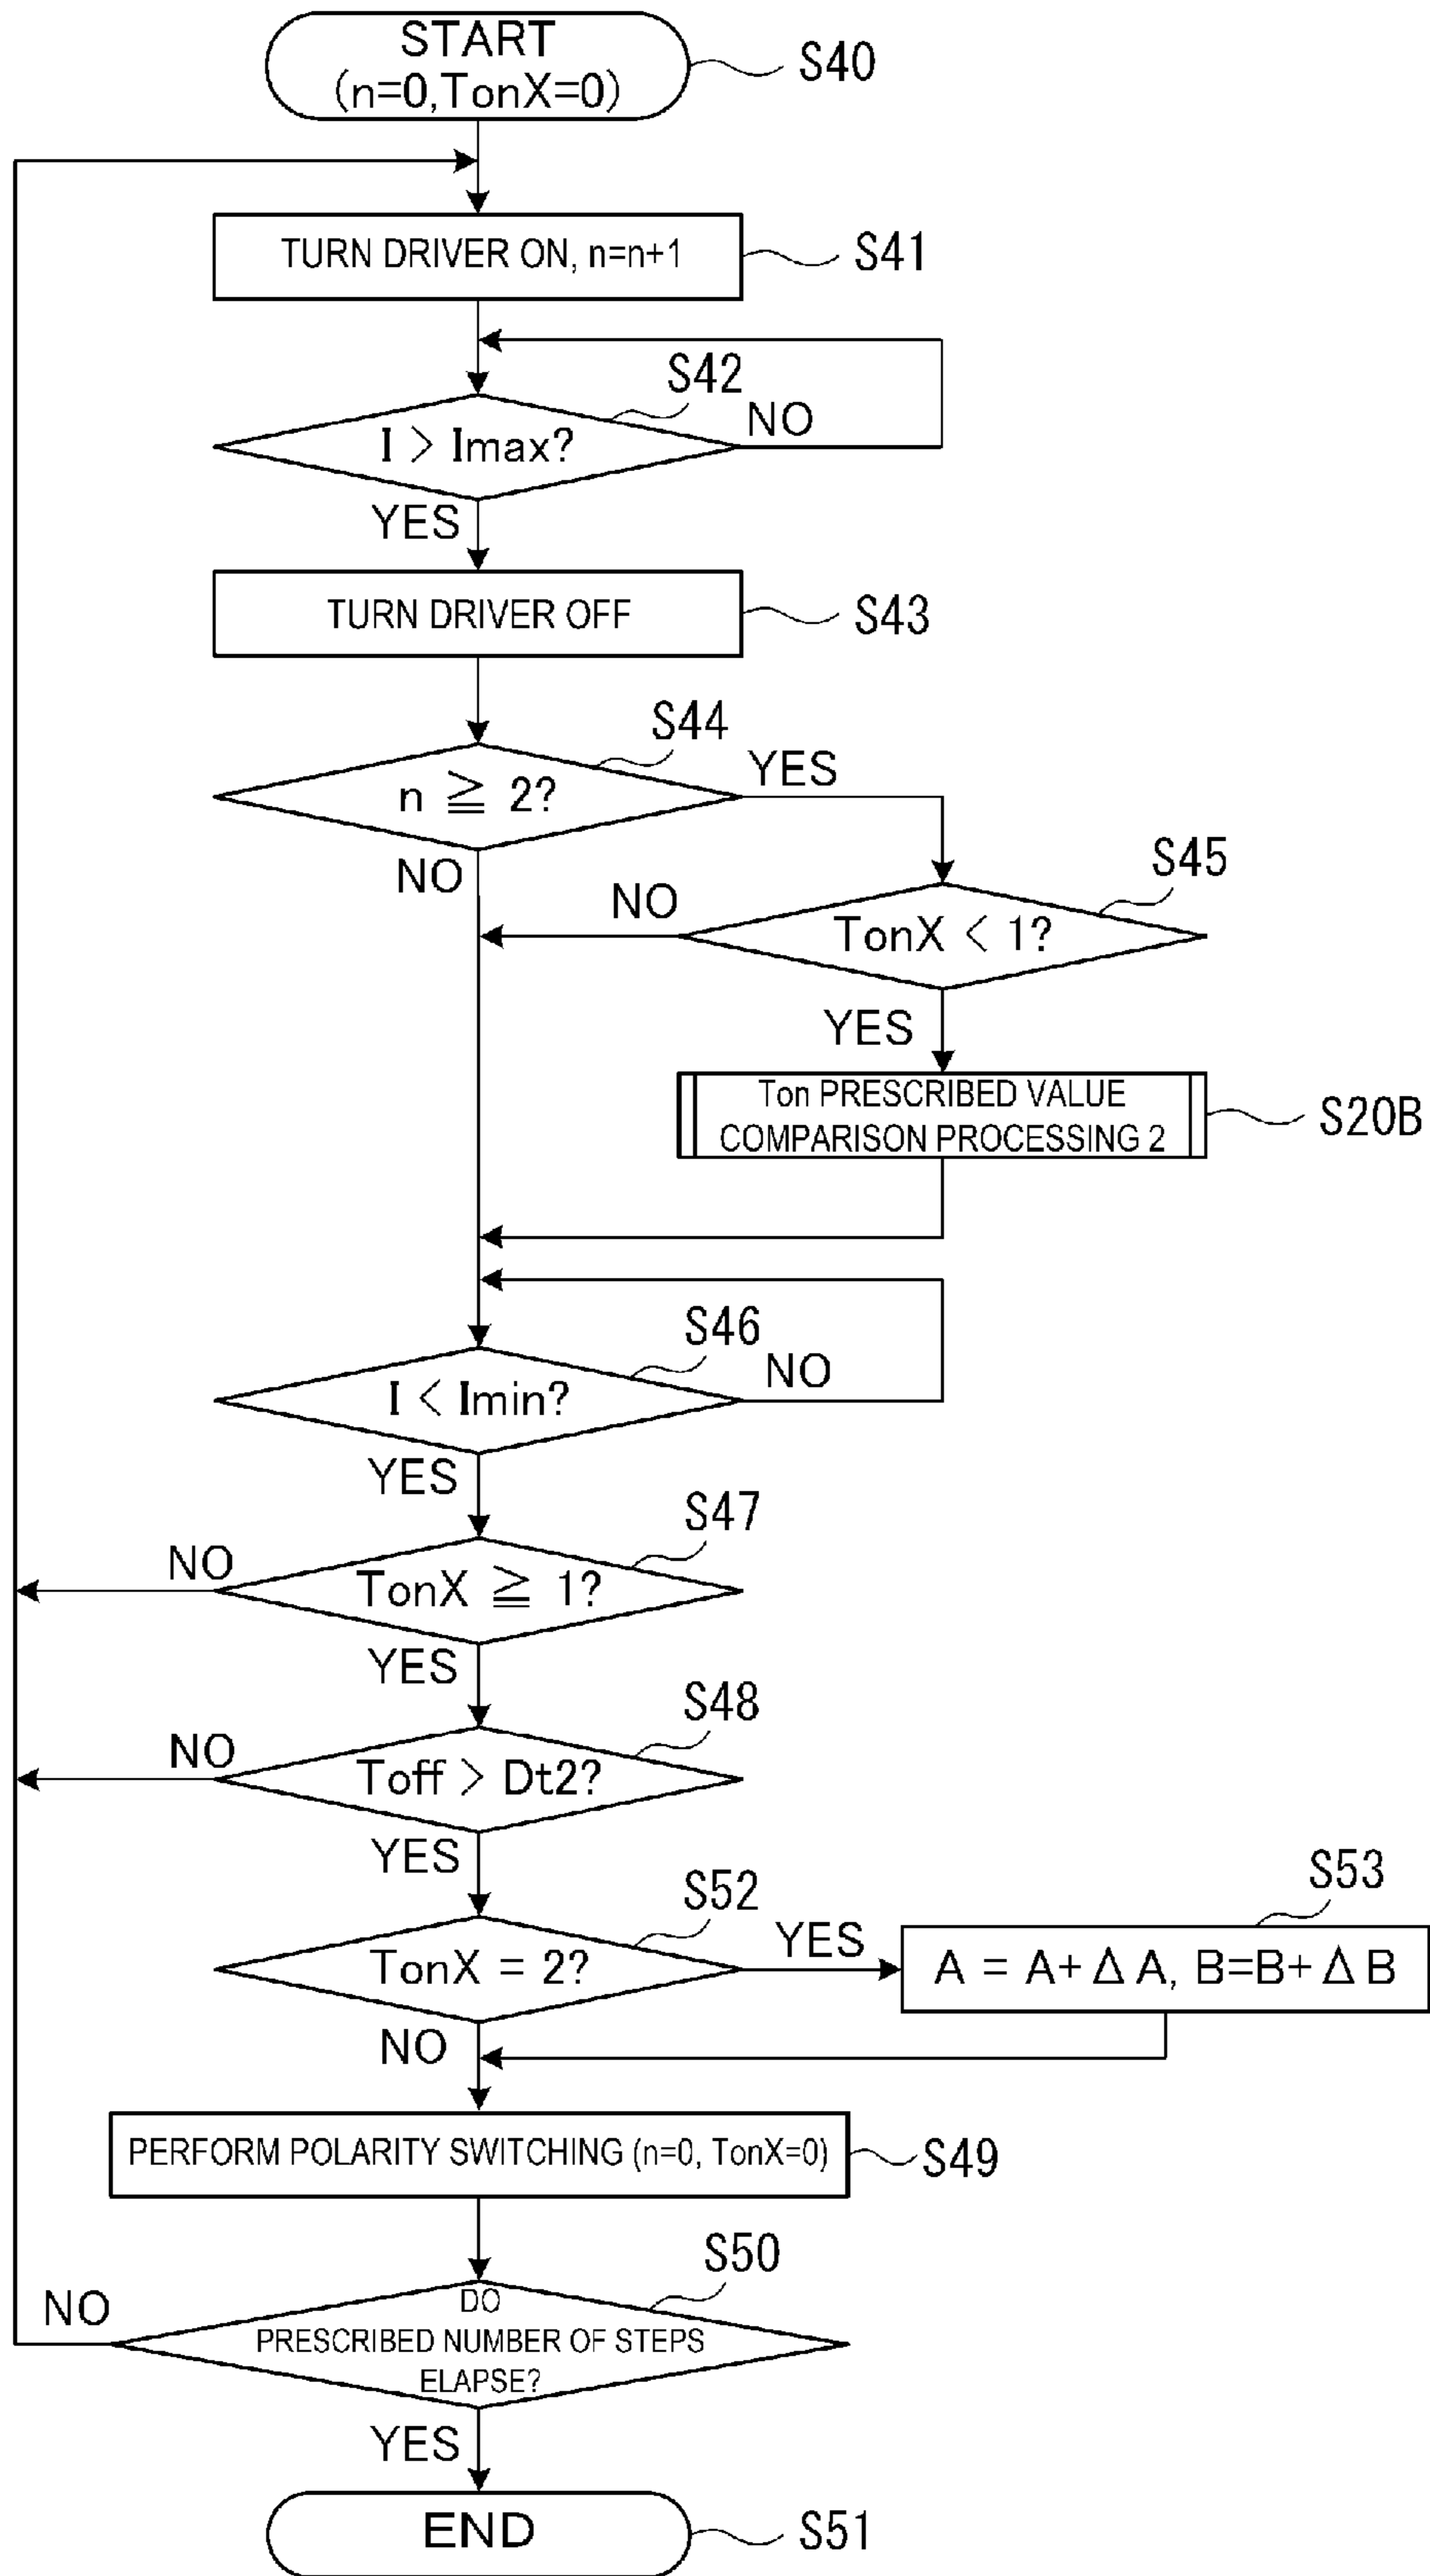 START
(n=0,TonX=0)
S40
TURN DRIVER ON, n=n+1
S41
S42
I > Imax?
NO
YES
TURN DRIVER OFF
S43
S44
n ≧ 2?
YES
NO
S45
TonX < 1?
NO
YES
Ton PRESCRIBED VALUE
COMPARISON PROCESSING 2
S20B
S46
I < Imin?
NO
YES
S47
TonX ≧ 1?
NO
YES
S48
Toff > Dt2?
NO
YES
S52
TonX = 2?
YES
S53
A = A+ Δ A, B=B+ Δ B
NO
PERFORM POLARITY SWITCHING (n=0, TonX=0)
S49
S50
DO
PRESCRIBED NUMBER OF STEPS
ELAPSE?
NO
YES
END
S51